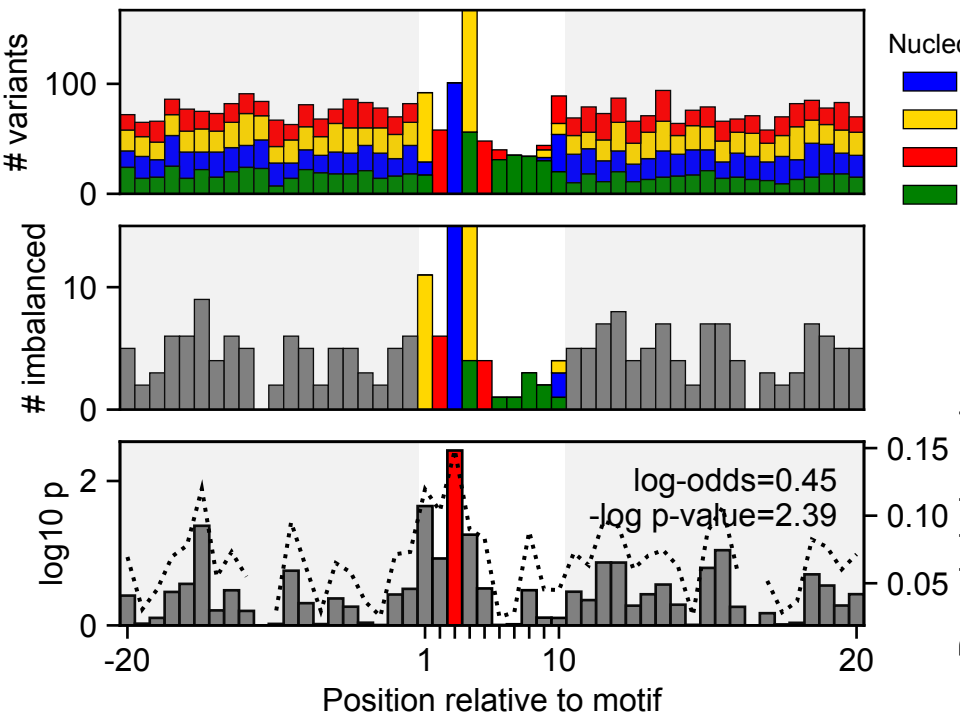 # variants
100
0
Nucleo
# imbalanced
10
0
log10 p
2
0
log-odds=0.45
-log p-value=2.39
0.15
0.10
0.05
-20
1
10
20
Position relative to motif